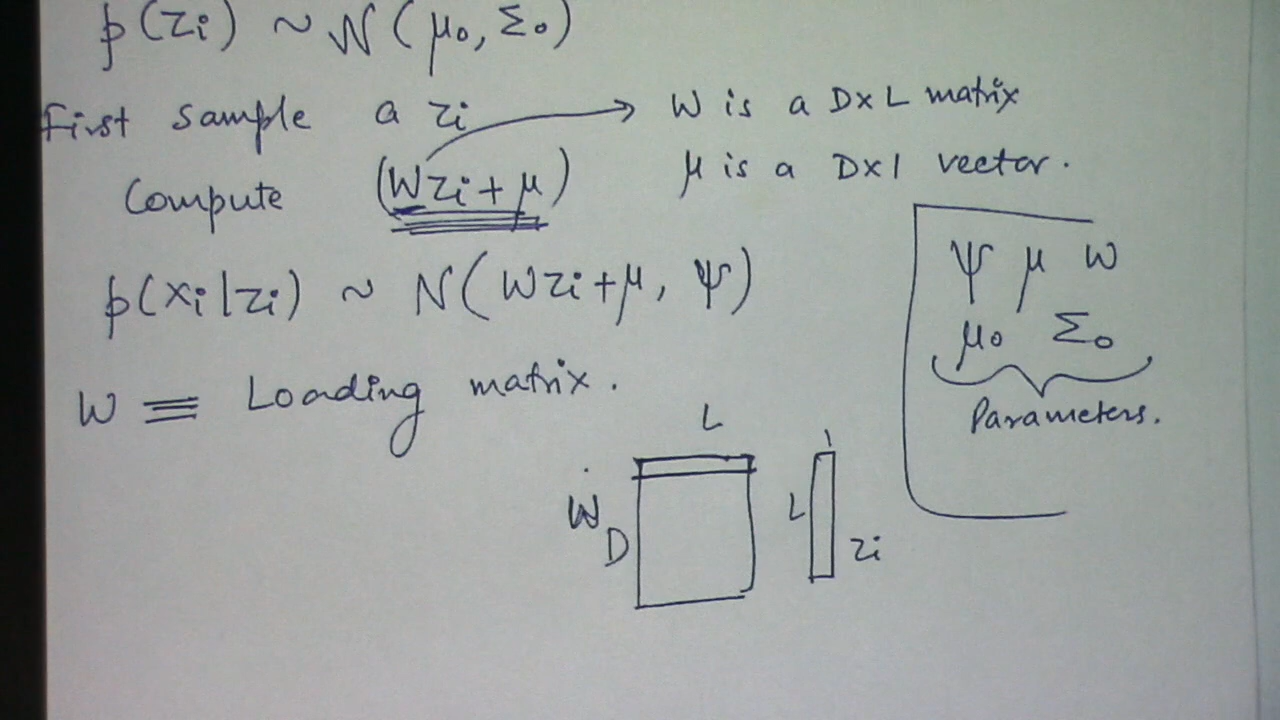 p(zi) ~ N(μ₀, Σ₀)
First sample a zi → W is a D×L matrix
Compute (Wzi+μ) μ is a D×1 vector.
p(xi|zi) ~ N(Wzi+μ, Ψ)
Ψ μ W
μ₀ Σ₀
Parameters.
W ≡ Loading matrix.
L 1
W D L zi